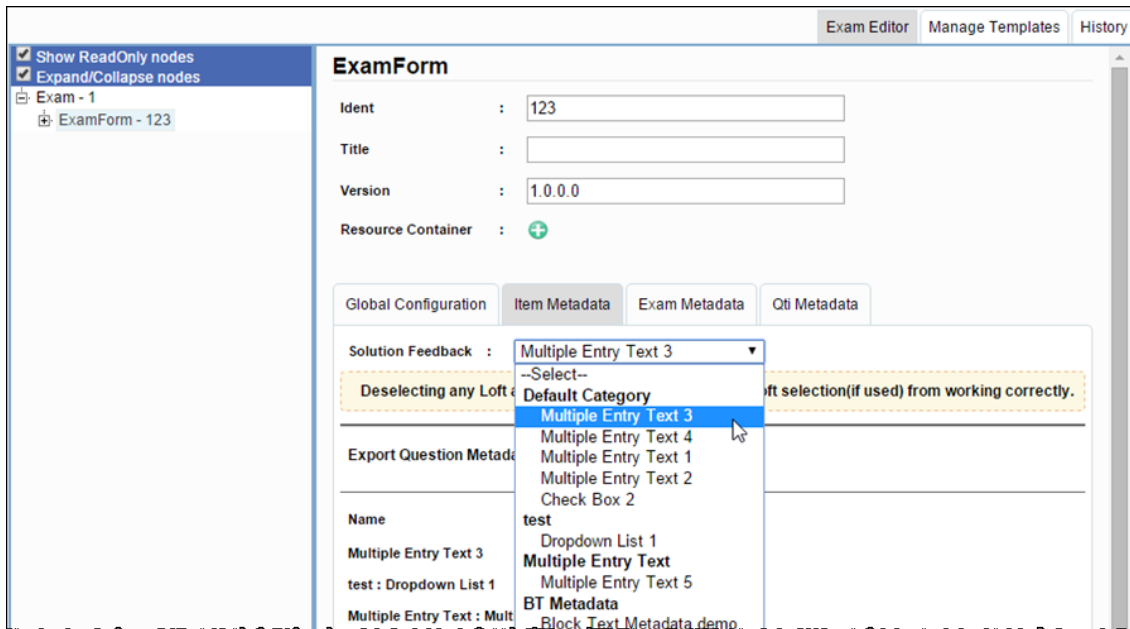 Exam Editor Manage Templates History
Show ReadOnly nodes
Expand/Collapse nodes
Exam - 1
ExamForm - 123
ExamForm
Ident : 123
Title :
Version : 1.0.0.0
Resource Container :
Global Configuration Item Metadata Exam Metadata Qti Metadata
Solution Feedback : Multiple Entry Text 3
--Select--
Deselecting any Loft selection(if used) from working correctly.
Default Category
Multiple Entry Text 3
Multiple Entry Text 4
Export Question
Multiple Entry Text 1
Multiple Entry Text 2
Check Box 2
Name
test
Dropdown List 1
Multiple Entry Text 3
Multiple Entry Text
Multiple Entry Text 5
test : Dropdown List 1
BT Metadata
Multiple Entry Text :
Block Text Metadata demo